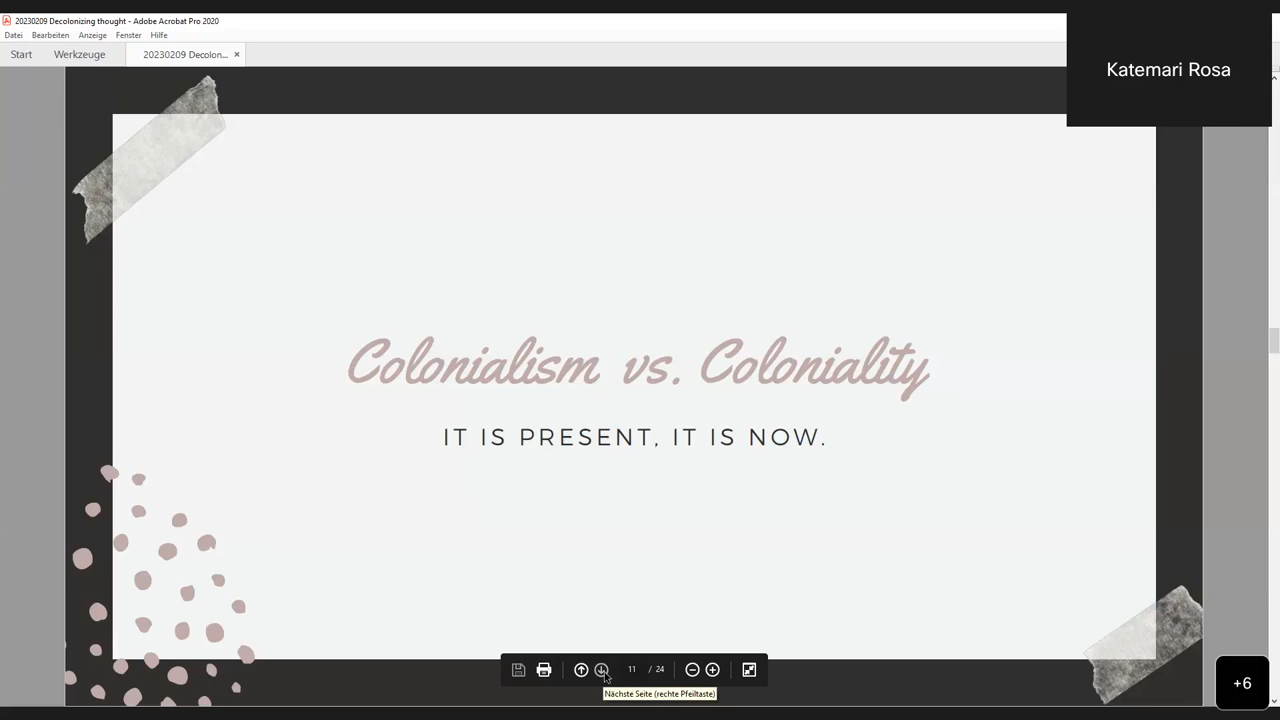 20230209 Decolonizing thought - Adobe Acrobat Pro 2020
Datei Bearbeiten Anzeige Fenster Hilfe
Start Werkzeuge 20230209 Decolon... ×
Katemari Rosa
Colonialism vs. Coloniality
IT IS PRESENT, IT IS NOW.
11 / 24
Nächste Seite (rechte Pfeiltaste)
+6